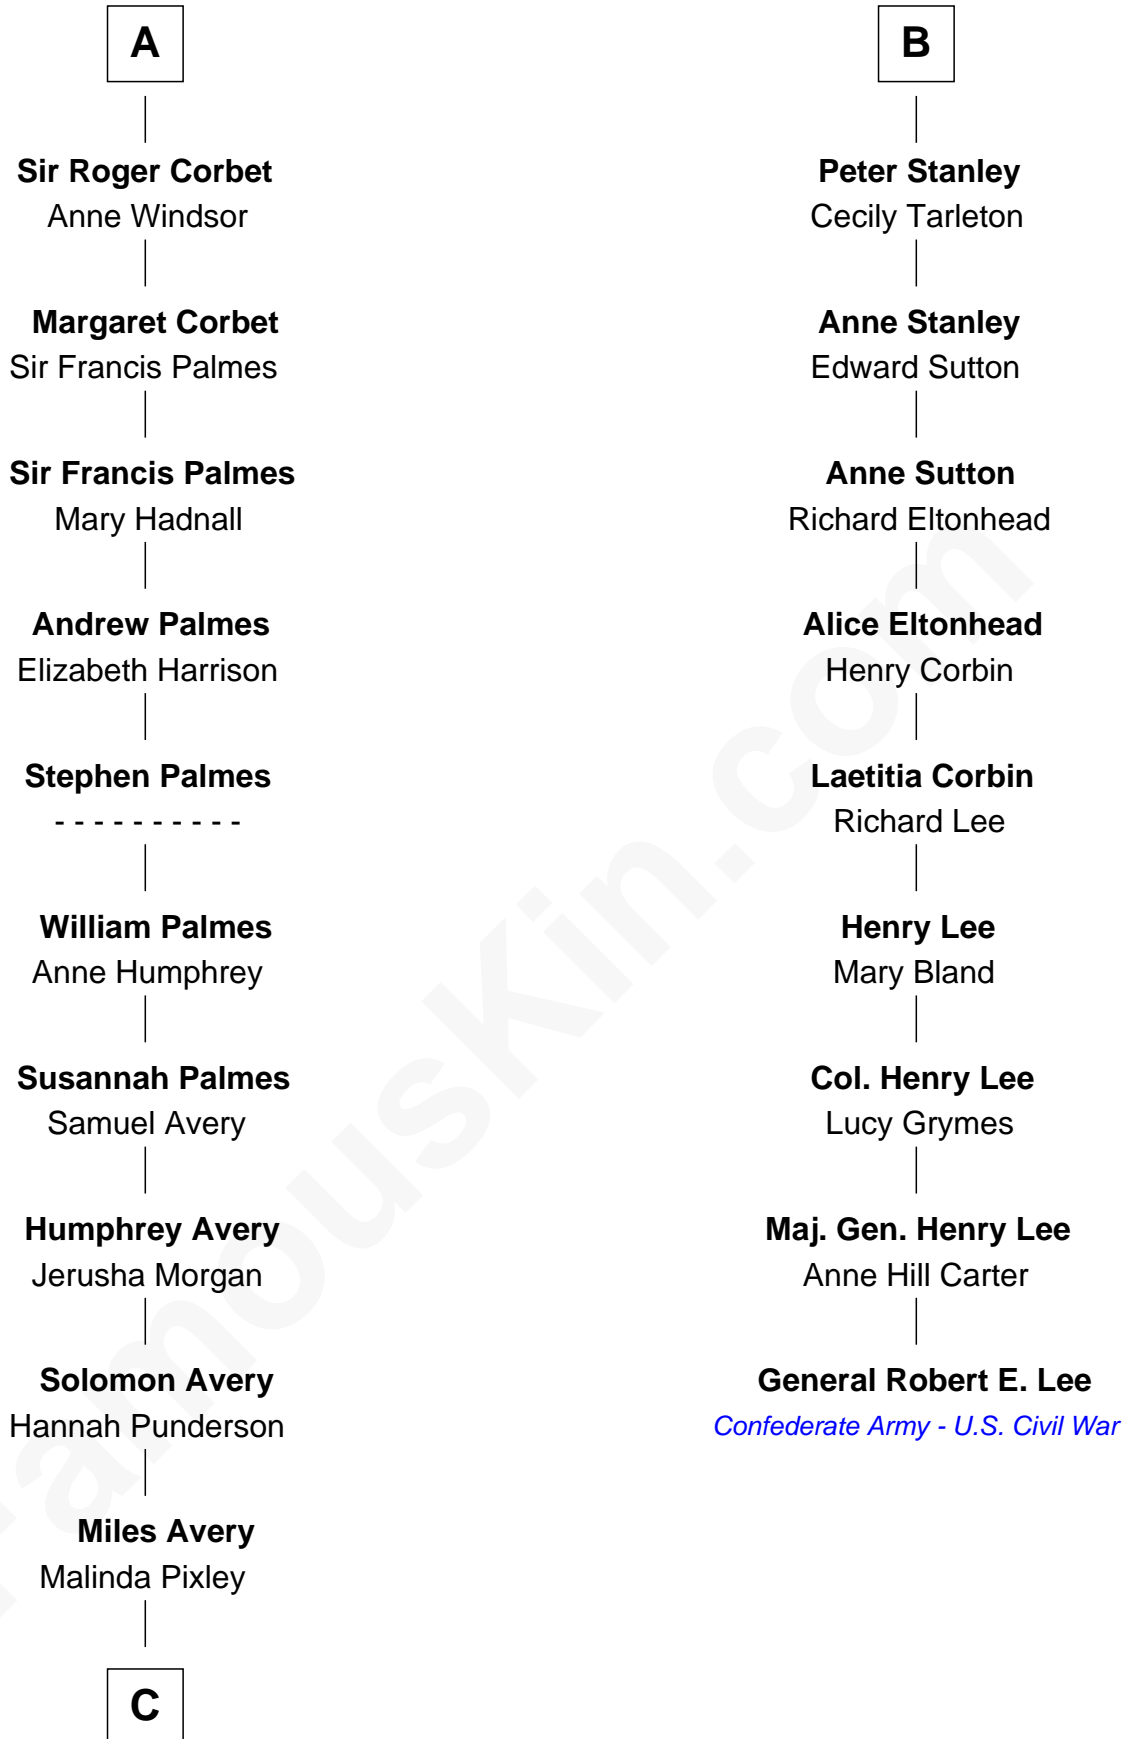 A
Sir Roger Corbet
Anne Windsor
Margaret Corbet
Sir Francis Palmes
Sir Francis Palmes
Mary Hadnall
Andrew Palmes
Elizabeth Harrison
Stephen Palmes
- - - - - - - - - -
William Palmes
Anne Humphrey
Susannah Palmes
Samuel Avery
Humphrey Avery
Jerusha Morgan
Solomon Avery
Hannah Punderson
Miles Avery
Malinda Pixley
C
B
Peter Stanley
Cecily Tarleton
Anne Stanley
Edward Sutton
Anne Sutton
Richard Eltonhead
Alice Eltonhead
Henry Corbin
Laetitia Corbin
Richard Lee
Henry Lee
Mary Bland
Col. Henry Lee
Lucy Grymes
Maj. Gen. Henry Lee
Anne Hill Carter
General Robert E. Lee
Confederate Army - U.S. Civil War
FamousKin.com